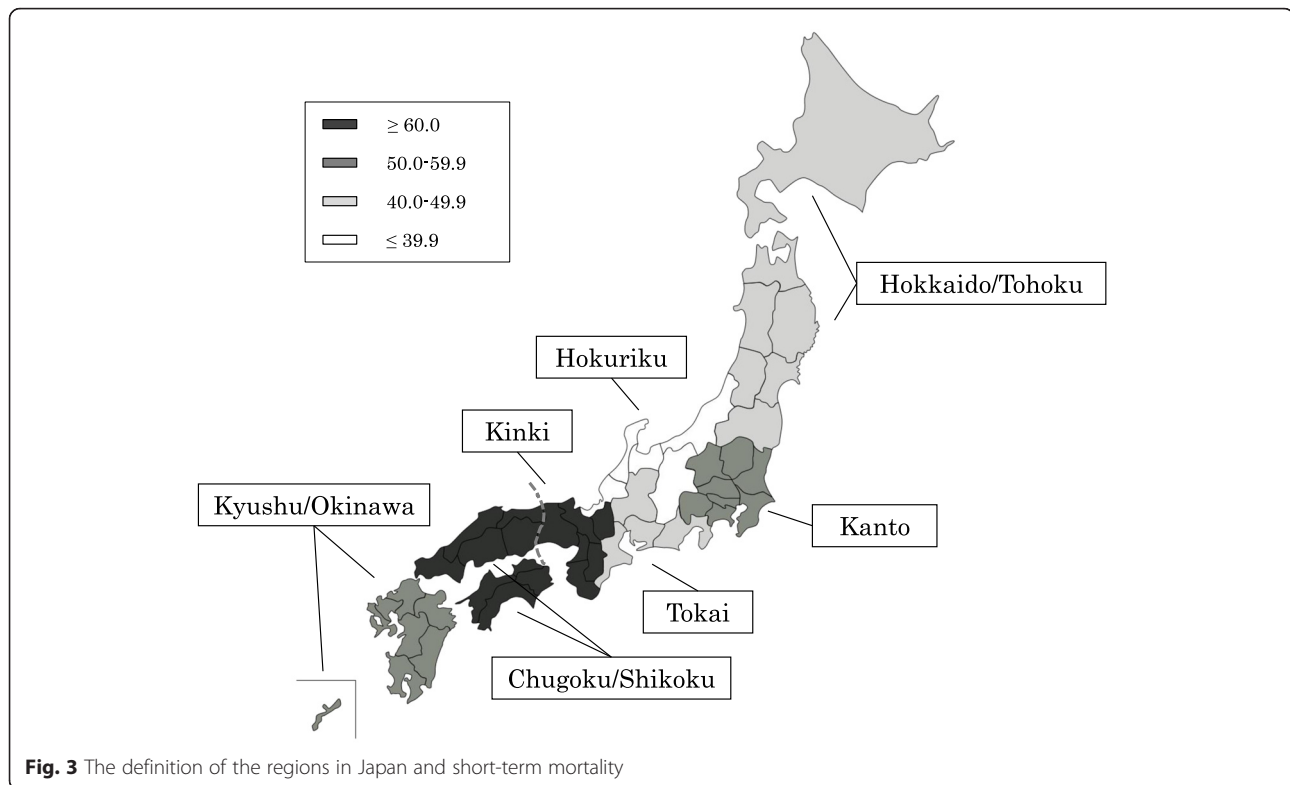 ≥ 60.0
50.0-59.9
40.0-49.9
≤ 39.9
Hokkaido/Tohoku
Hokuriku
Kinki
Kyushu/Okinawa
Kanto
Tokai
Chugoku/Shikoku
Fig. 3 The definition of the regions in Japan and short-term mortality